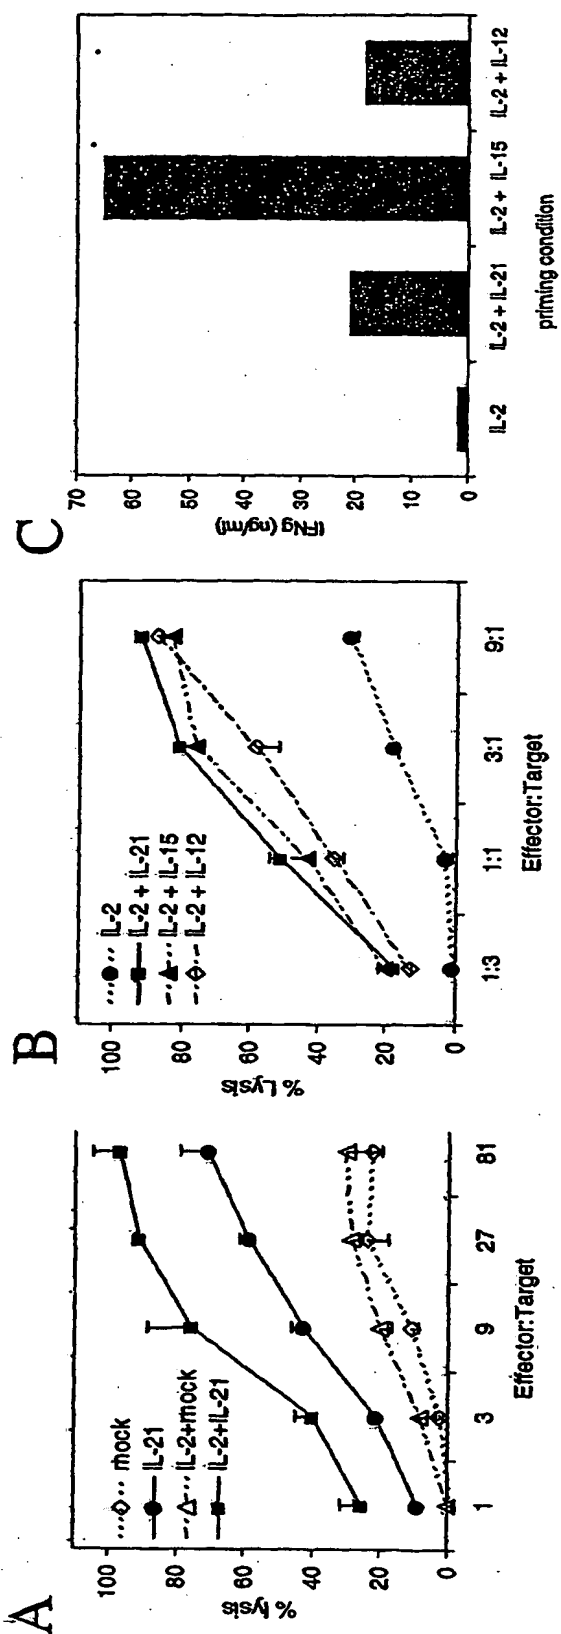 A
% lysis
100
80
60
40
20
0
mock
IL-21
IL-2+mock
IL-2+IL-21
1
3
9
27
81
Effector:Target
B
% Lysis
100
80
60
40
20
0
IL-2
IL-2 + IL-21
IL-2 + IL-15
IL-2 + IL-12
1:3
1:1
3:1
9:1
Effector:Target
C
IFNg (ng/ml)
70
60
50
40
30
20
10
0
IL-2
IL-2 + IL-21
IL-2 + IL-15
IL-2 + IL-12
priming condition